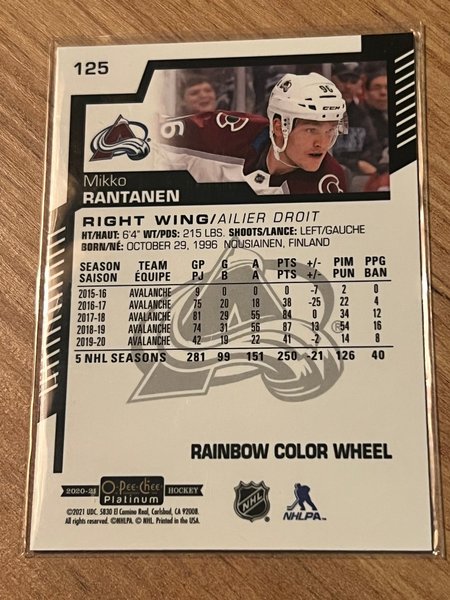 125
96
CCM
96
Mikko
RANTANEN
RIGHT WING/AILIER DROIT
HT/HAUT: 6'4" WT/PDS: 215 LBS. SHOOTS/LANCE: LEFT/GAUCHE
BORN/NÉ: OCTOBER 29, 1996 NOUSIAINEN, FINLAND
SEASON TEAM GP G A PTS +/- PIM PPG
SAISON ÉQUIPE PJ B A PTS +/- PUN BAN
2015-16 AVALANCHE 9 0 0 0 -7 2 0
2016-17 AVALANCHE 75 20 18 38 -25 22 4
2017-18 AVALANCHE 81 29 55 84 0 34 12
2018-19 AVALANCHE 74 31 56 87 13 54 16
2019-20 AVALANCHE 42 19 22 41 -2 14 8
5 NHL SEASONS 281 99 151 250 -21 126 40
RAINBOW COLOR WHEEL
2020-21 O-Pee-Chee HOCKEY
Platinum
NHL
NHLPA
©2021 UDC. 5830 El Camino Real, Carlsbad, CA 92008.
All rights reserved. ©NHLPA. © NHL. Printed in the USA.